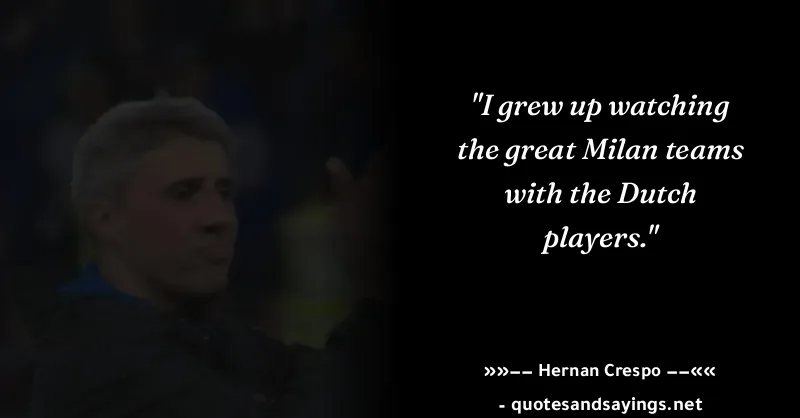 "I grew up watching
the great Milan teams
with the Dutch
players."
»»–– Hernan Crespo ––««
- quotesandsayings.net